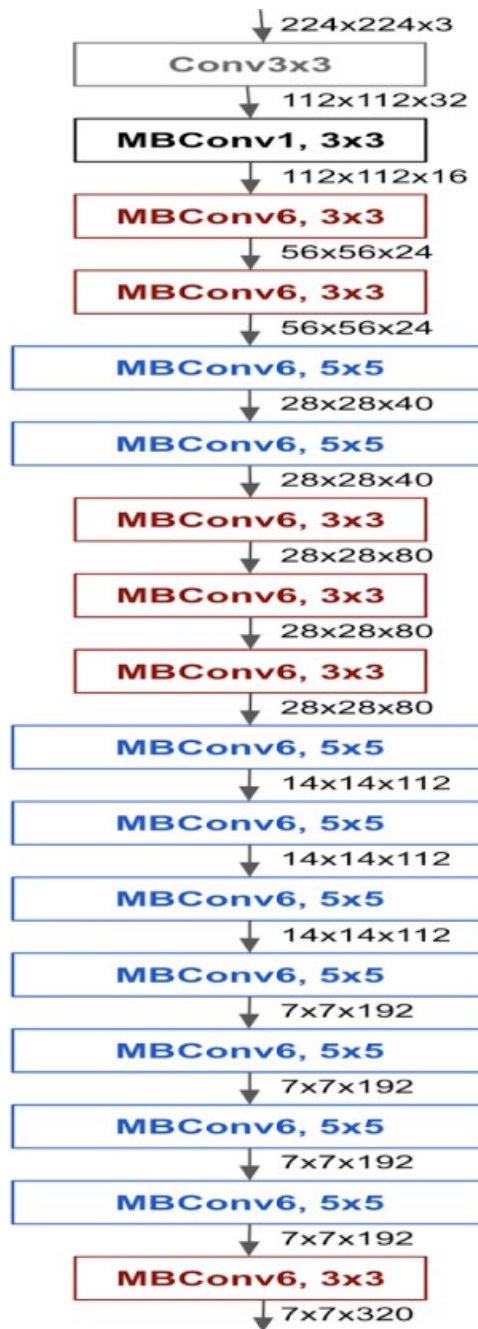 224x224x3
Conv3x3
112x112x32
MBConv1, 3x3
112x112x16
MBConv6, 3x3
56x56x24
MBConv6, 3x3
56x56x24
MBConv6, 5x5
28x28x40
MBConv6, 5x5
28x28x40
MBConv6, 3x3
28x28x80
MBConv6, 3x3
28x28x80
MBConv6, 3x3
28x28x80
MBConv6, 5x5
14x14x112
MBConv6, 5x5
14x14x112
MBConv6, 5x5
14x14x112
MBConv6, 5x5
7x7x192
MBConv6, 5x5
7x7x192
MBConv6, 5x5
7x7x192
MBConv6, 5x5
7x7x192
MBConv6, 3x3
7x7x320